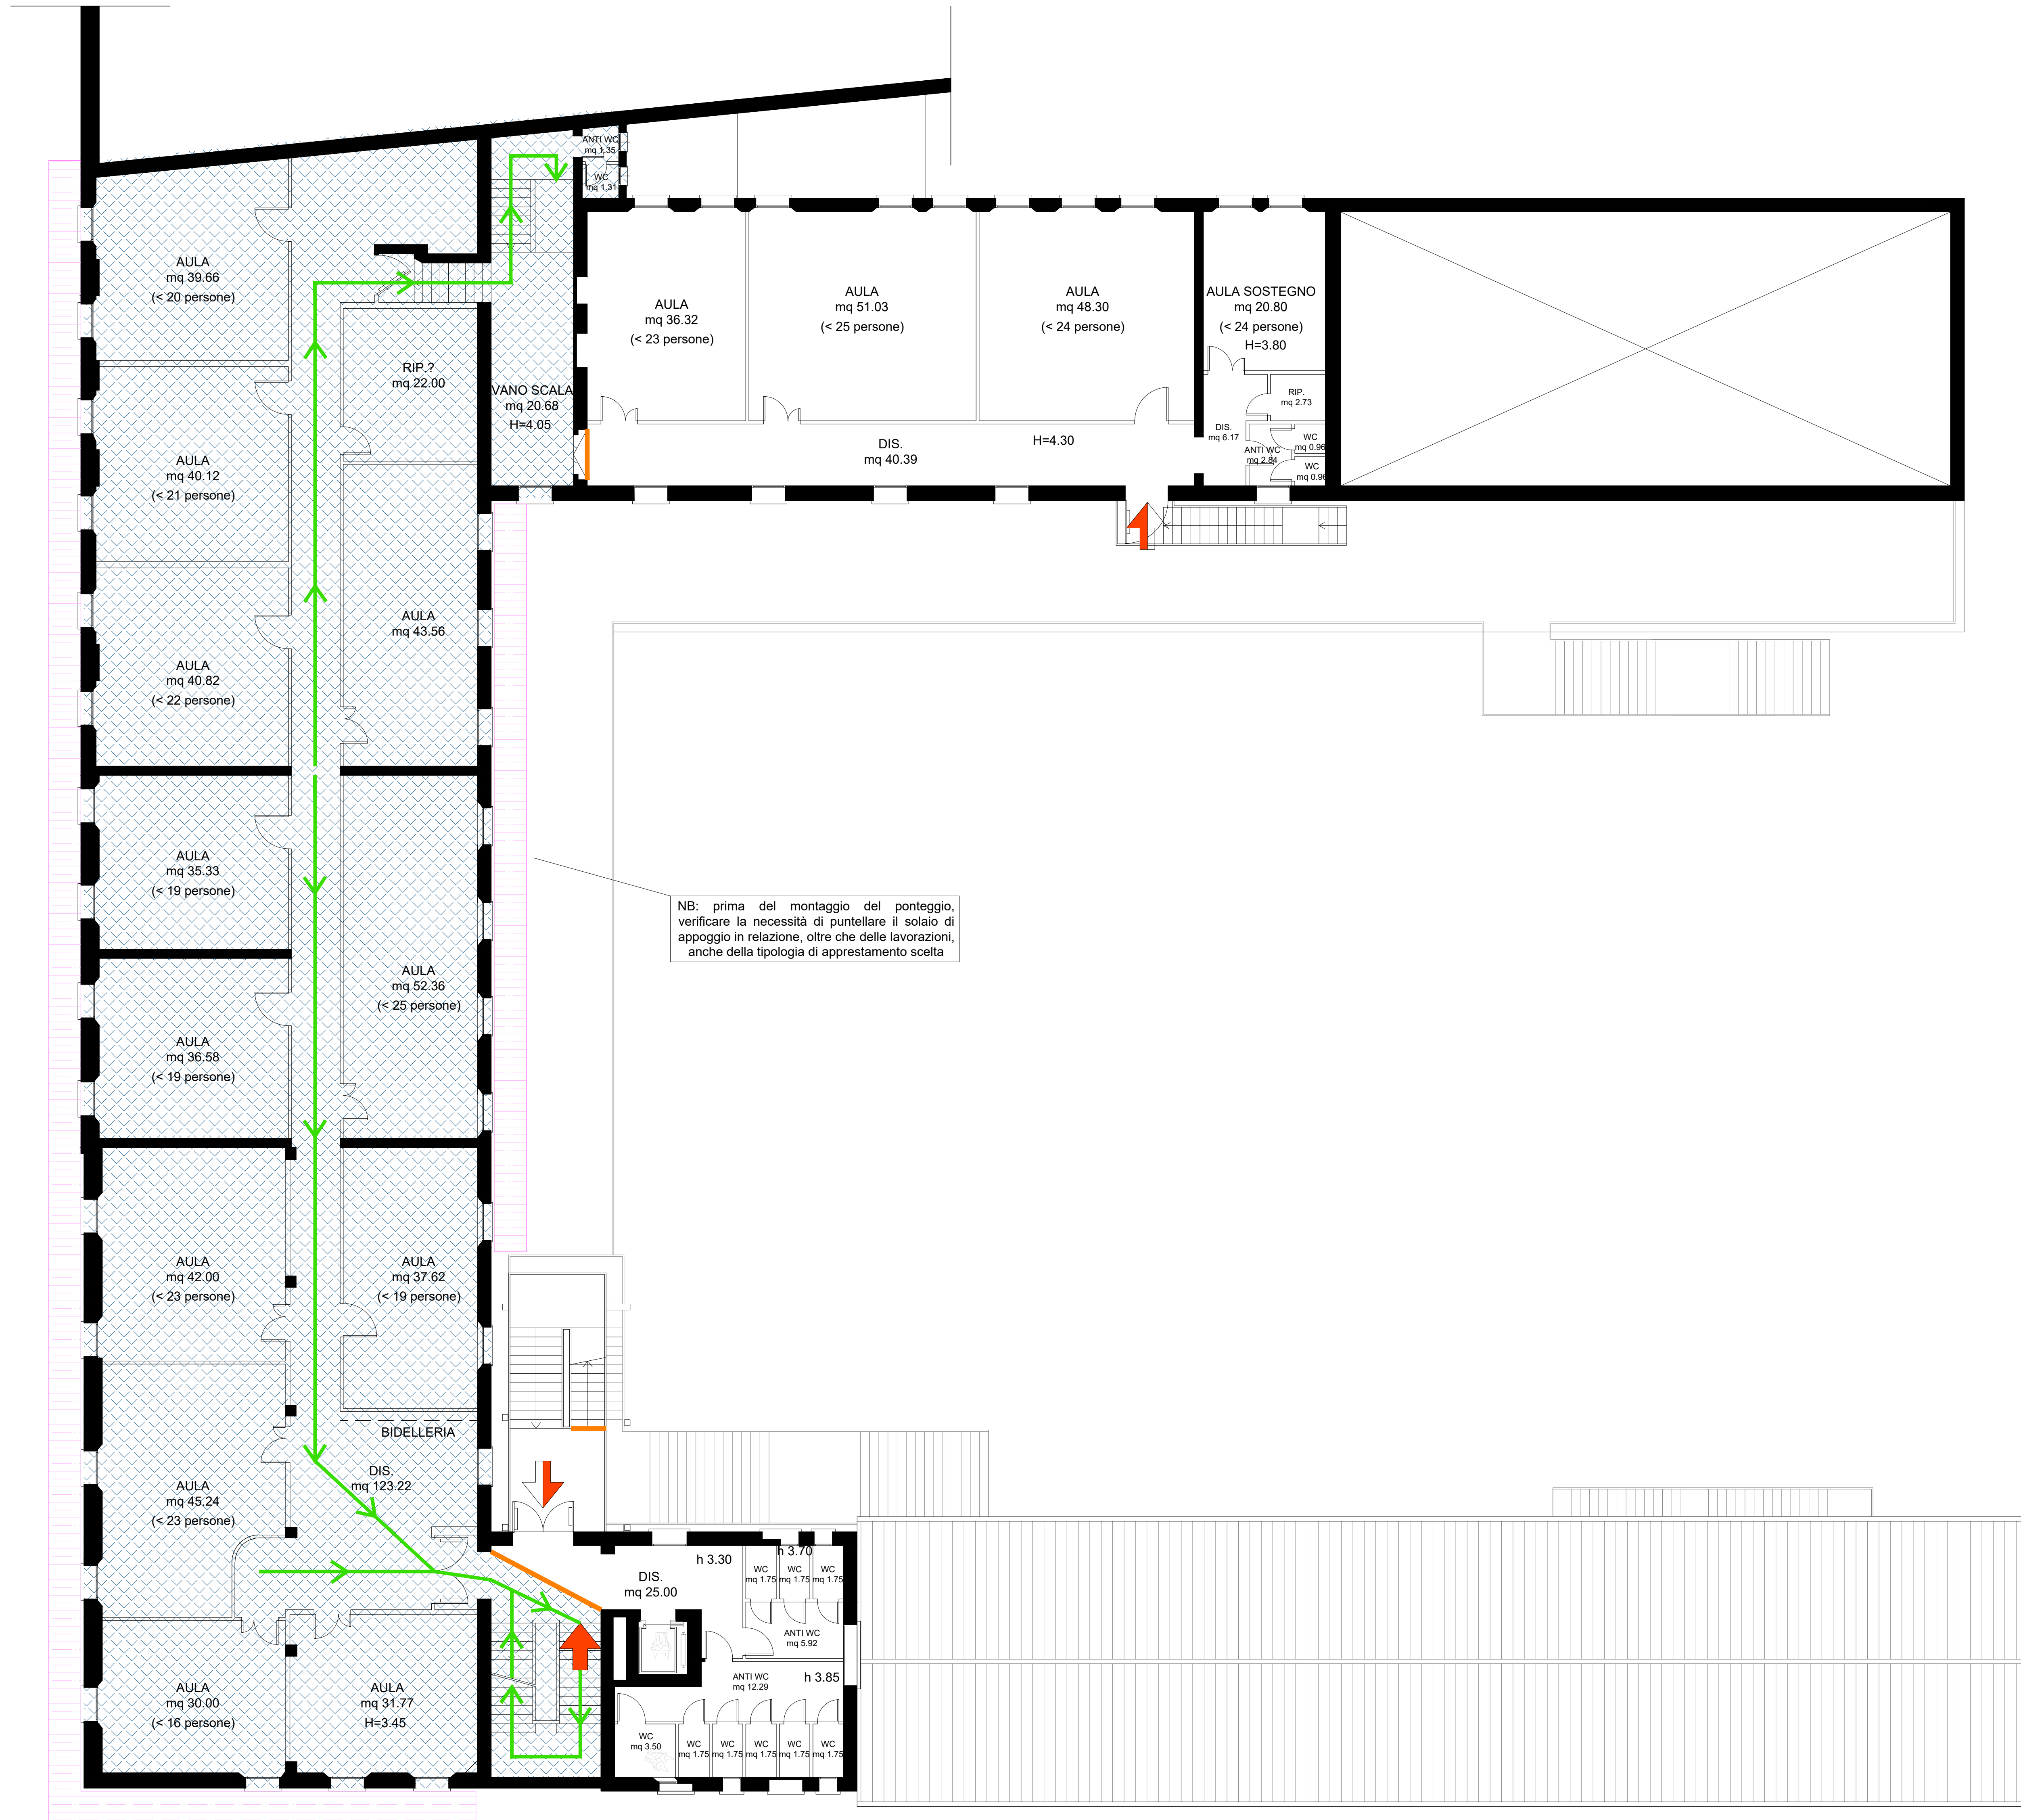 ANTI WC
mq 1.35
WC
mq 1.31
AULA
mq 39.66
(< 20 persone)
AULA
mq 36.32
(< 23 persone)
AULA
mq 51.03
(< 25 persone)
AULA
mq 48.30
(< 24 persone)
AULA SOSTEGNO
mq 20.80
(< 24 persone)
H=3.80
RIP.?
mq 22.00
VANO SCALA
mq 20.68
H=4.05
RIP.
mq 2.73
DIS.
mq 6.17
DIS.
mq 40.39
H=4.30
ANTI WC
mq 2.84
WC
mq 0.96
WC
mq 0.96
AULA
mq 40.12
(< 21 persone)
AULA
mq 43.56
AULA
mq 40.82
(< 22 persone)
AULA
mq 35.33
(< 19 persone)
NB: prima del montaggio del ponteggio,
verificare la necessità di puntellare il solaio di
appoggio in relazione, oltre che delle lavorazioni,
anche della tipologia di apprestamento scelta
AULA
mq 52.36
(< 25 persone)
AULA
mq 36.58
(< 19 persone)
AULA
mq 42.00
(< 23 persone)
AULA
mq 37.62
(< 19 persone)
BIDELLERIA
DIS.
mq 123.22
AULA
mq 45.24
(< 23 persone)
h 3.30
h 3.70
DIS.
mq 25.00
WC
mq 1.75
WC
mq 1.75
WC
mq 1.75
ANTI WC
mq 5.92
ANTI WC
mq 12.29
h 3.85
AULA
mq 30.00
(< 16 persone)
AULA
mq 31.77
H=3.45
WC
mq 3.50
WC
mq 1.75
WC
mq 1.75
WC
mq 1.75
WC
mq 1.75
WC
mq 1.75